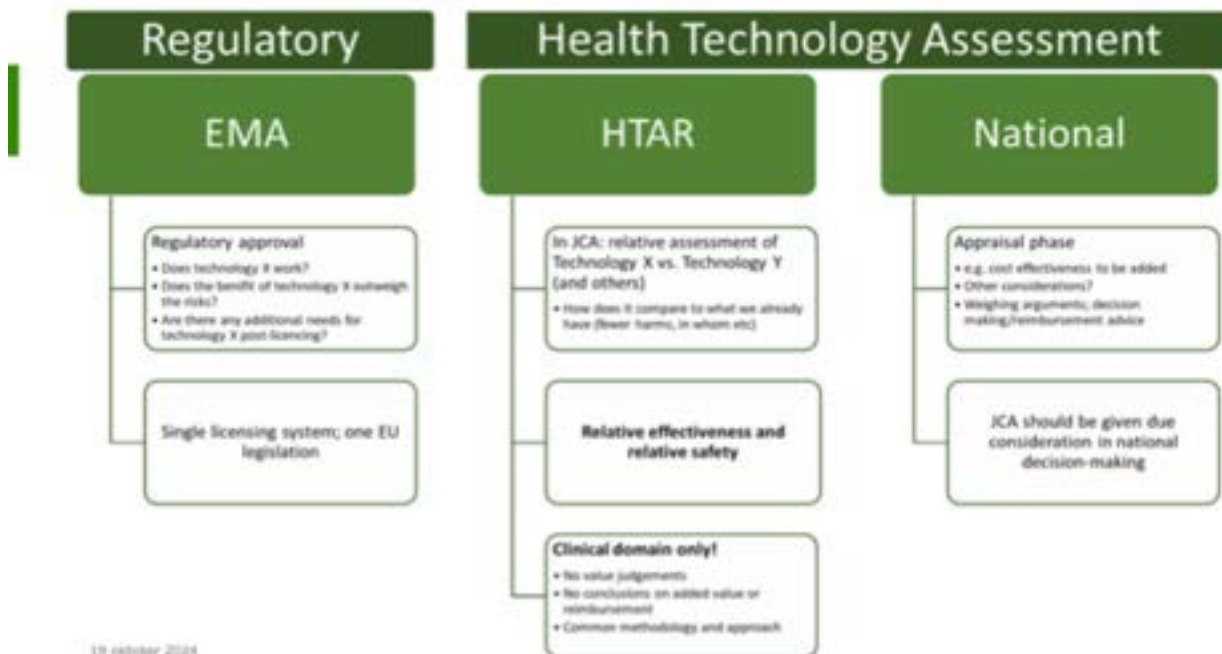 Regulatory
Health Technology Assessment
EMA
HTAR
National
Regulatory approval
• Does technology X work?
• Does the benifit of technology X outweigh
the risks?
• Are there any additional needs for
technology X post-licencing?
Single licensing system; one EU
legislation
In JCA: relative assessment of
Technology X vs. Technology Y
(and others)
• How does it compare to what we already
have (fewer harms, in whom etc)
Relative effectiveness and
relative safety
Clinical domain only!
• No value judgements
• No conclusions on added value or
reimbursement
• Common methodology and approach
Appraisal phase
• e.g. cost effectiveness to be added
• Other considerations?
• Weighing arguments; decision
making/reimbursement advice
JCA should be given due
consideration in national
decision-making
19 oktober 2024